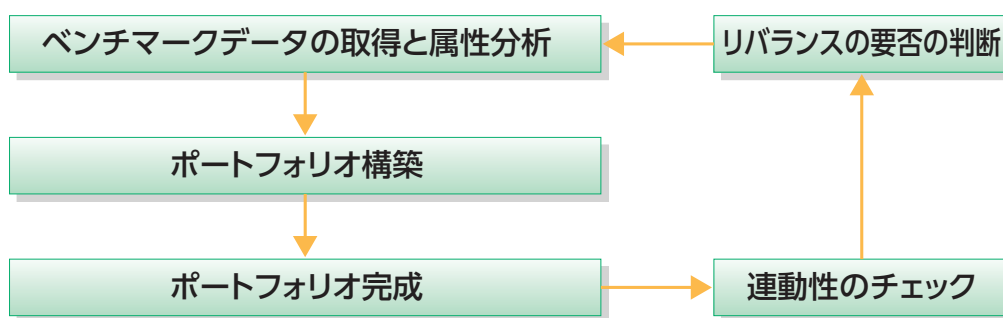 ベンチマークデータの取得と属性分析
リバランスの要否の判断
ポートフォリオ構築
ポートフォリオ完成
連動性のチェック